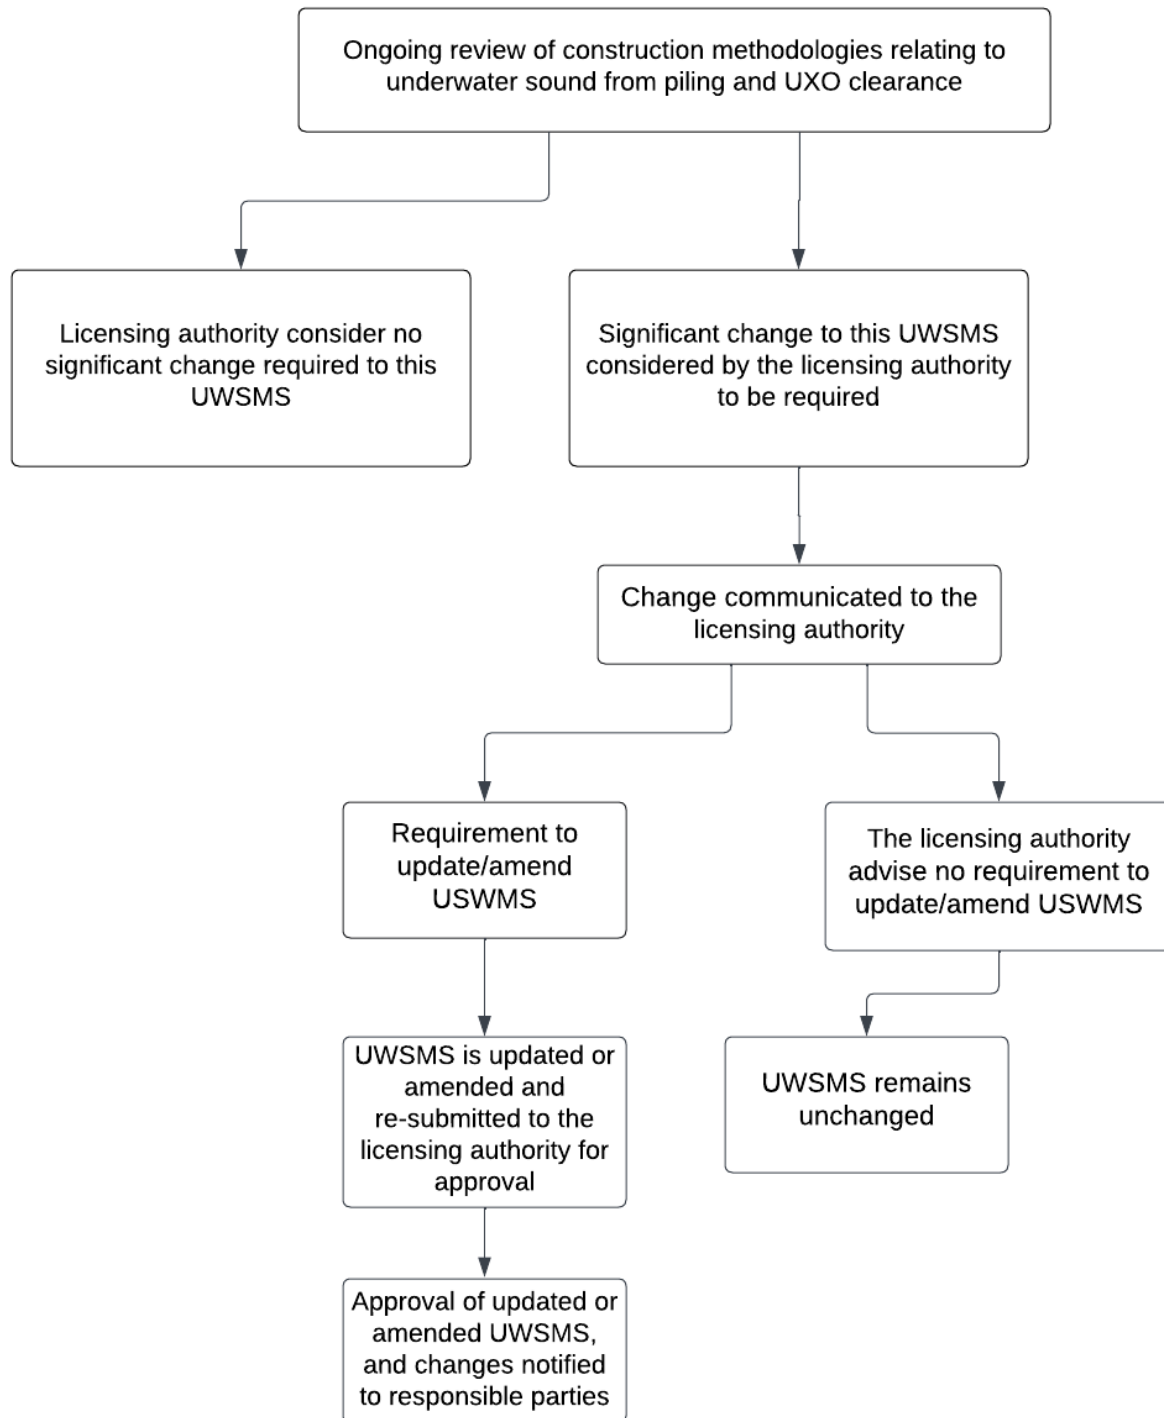 Ongoing review of construction methodologies relating to
underwater sound from piling and UXO clearance
Licensing authority consider no
significant change required to this
UWSMS
Significant change to this UWSMS
considered by the licensing authority
to be required
Change communicated to the
licensing authority
Requirement to
update/amend
USWMS
The licensing authority
advise no requirement to
update/amend USWMS
UWSMS is updated or
amended and
re-submitted to the
licensing authority for
approval
UWSMS remains
unchanged
Approval of updated or
amended UWSMS,
and changes notified
to responsible parties